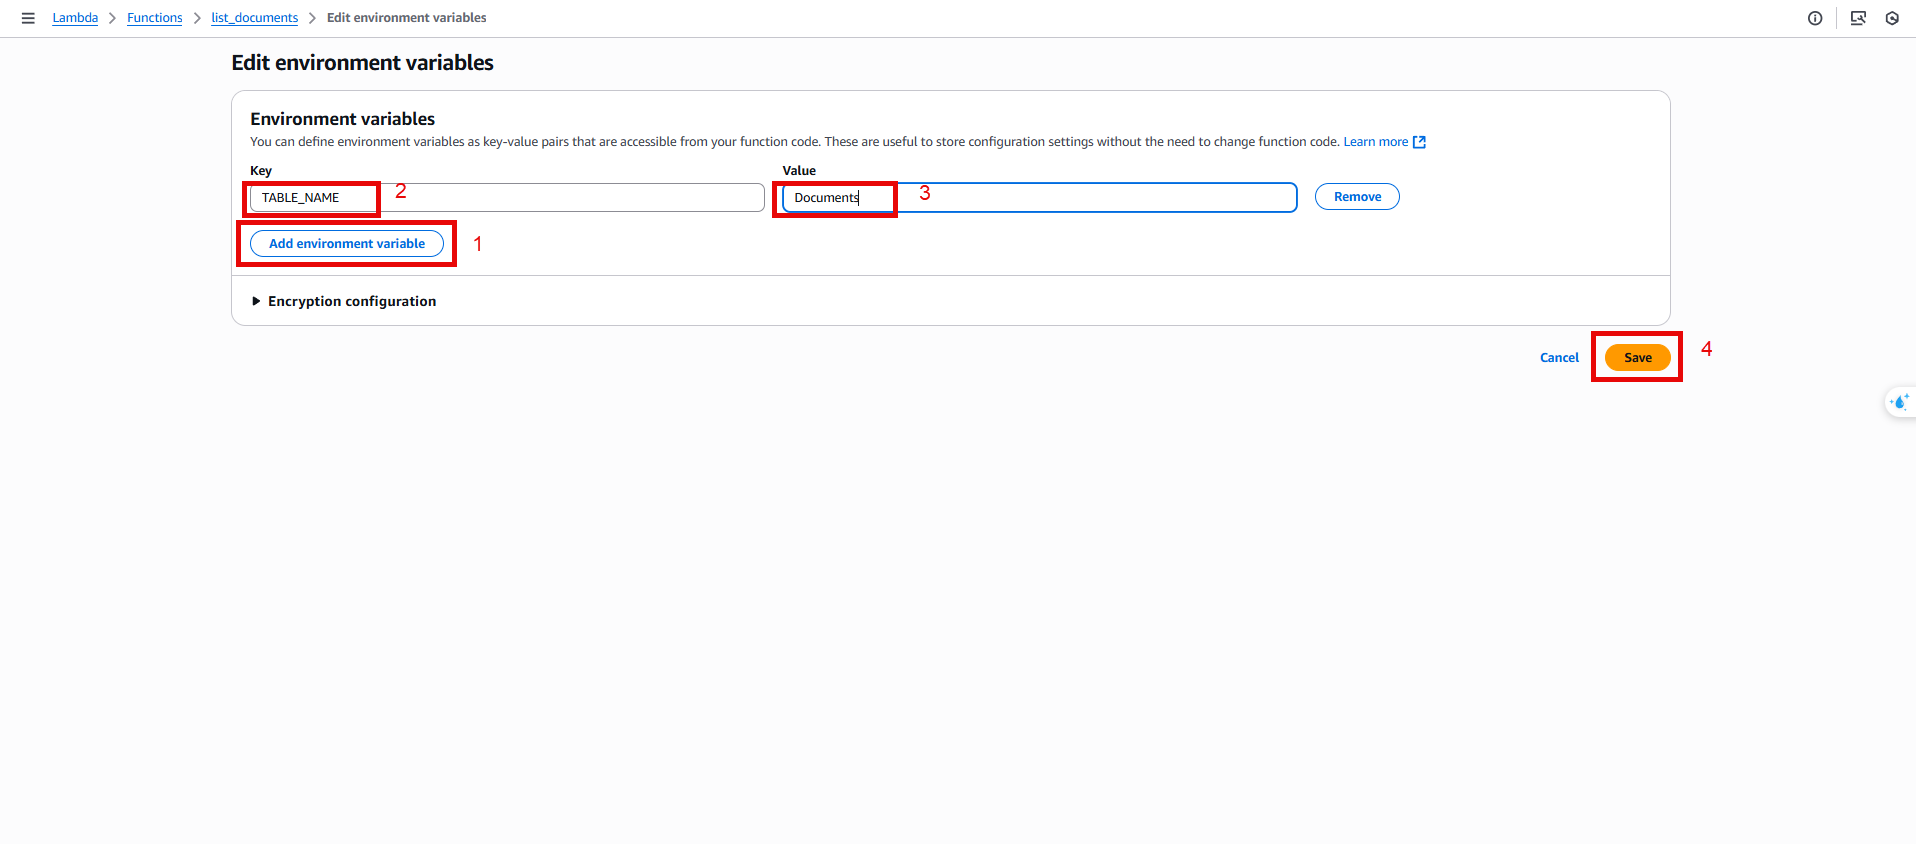 Lambda > Functions > list_documents > Edit environment variables
Edit environment variables
Environment variables
You can define environment variables as key-value pairs that are accessible from your function code. These are useful to store configuration settings without the need to change function code. Learn more
Key Value
TABLE_NAME 2 Documents 3 Remove
Add environment variable 1
Encryption configuration
Cancel Save 4